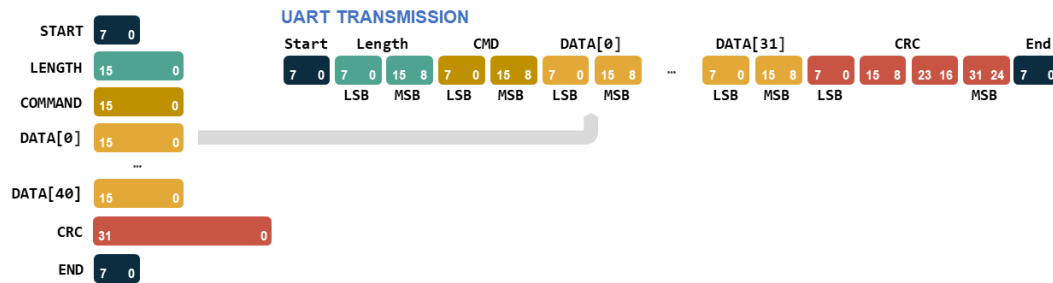 UART TRANSMISSION
START 7 0
LENGTH 15 0
COMMAND 15 0
DATA[0] 15 0
…
DATA[40] 15 0
CRC 31 0
END 7 0
Start Length CMD DATA[0] DATA[31] CRC End
7 0 7 0 15 8 7 0 15 8 7 0 15 8 … 7 0 15 8 7 0 15 8 23 16 31 24 7 0
LSB MSB LSB MSB LSB MSB LSB MSB LSB MSB